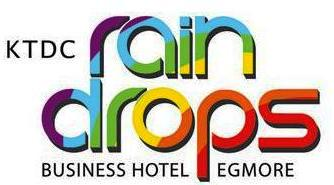 KTDC rain
drops
BUSINESS HOTEL EGMORE